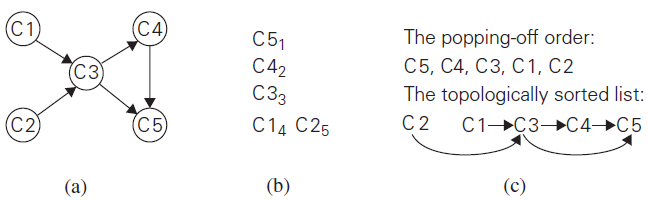 C1
C4
C3
C2
C5
(a)
C5₁
C4₂
C3₃
C1₄ C2₅
(b)
The popping-off order:
C5, C4, C3, C1, C2
The topologically sorted list:
C2 C1 C3 C4 C5
(c)